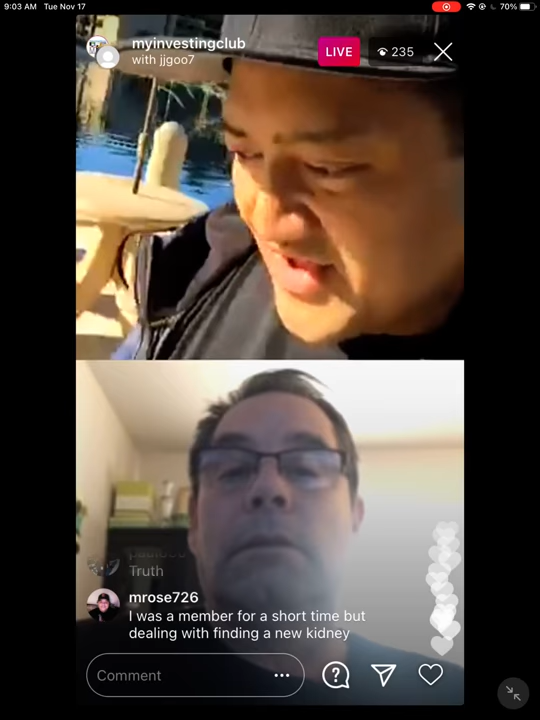 9:03 AM Tue Nov 17
70%
myinvestingclub
with jjgoo7
LIVE
235
Truth
mrose726
I was a member for a short time but
dealing with finding a new kidney
Comment